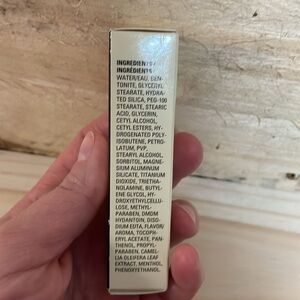 INGREDIENTS /
INGRÉDIENTS:
WATER/EAU, BEN-
TONITE, GLYCERYL
STEARATE, HYDRA-
TED SILICA, PEG-100
STEARATE, STEARIC
ACID, GLYCERIN,
CETYL ALCOHOL,
CETYL ESTERS, HY-
DROGENATED POLY-
ISOBUTENE, PETRO-
LATUM, PVP,
STEARYL ALCOHOL,
SORBITOL, MAGNE-
SIUM ALUMINUM
SILICATE, TITANIUM
DIOXIDE, TRIETHA-
NOLAMINE, BUTYL-
ENE GLYCOL, HY-
DROXYETHYLCELLU-
LOSE, METHYL-
PARABEN, DMDM
HYDANTOIN, DISO-
DIUM EDTA, FLAVOR/
AROMA, TOCOPH-
ERYL ACETATE, PAN-
THENOL, PROPYL
PARABEN, CAMEL-
LIA OLEIFERA LEAF
EXTRACT, MENTHOL,
PHENOXYETHANOL.